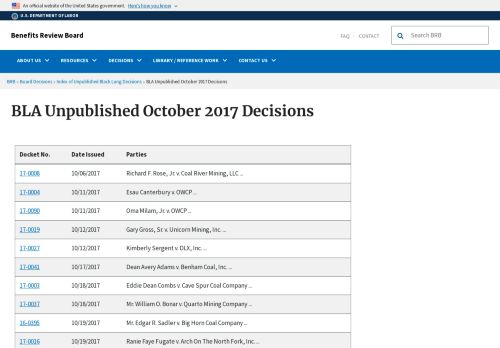 An official website of the United States government. Here's how you know
U.S. DEPARTMENT OF LABOR
Benefits Review Board
FAQ CONTACT
Search BRB
ABOUT US RESOURCES DECISIONS LIBRARY / REFERENCE WORK CONTACT US
BRB » Board Decisions » Index of Unpublished Black Lung Decisions » BLA Unpublished October 2017 Decisions
BLA Unpublished October 2017 Decisions
Docket No. Date Issued Parties
17-0008 10/06/2017 Richard F. Rose, Jr. v. Coal River Mining, LLC ...
17-0004 10/11/2017 Esau Canterbury v. OWCP ...
17-0090 10/11/2017 Oma Milam, Jr. v. OWCP ...
17-0019 10/12/2017 Gary Gross, Sr. v. Unicorn Mining, Inc. ...
17-0027 10/12/2017 Kimberly Sergent v. DLX, Inc. ...
17-0041 10/17/2017 Dean Avery Adams v. Benham Coal, Inc. ...
17-0003 10/18/2017 Eddie Dean Combs v. Cave Spur Coal Company ...
17-0037 10/18/2017 Mr. William O. Bonar v. Quarto Mining Company ...
16-0395 10/19/2017 Mr. Edgar R. Sadler v. Big Horn Coal Company ...
17-0016 10/19/2017 Ranie Faye Fugate v. Arch On The North Fork, Inc. ...